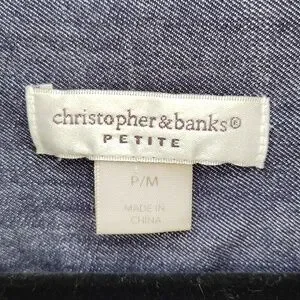 christopher&banks®
PETITE
P/M
MADE IN
CHINA